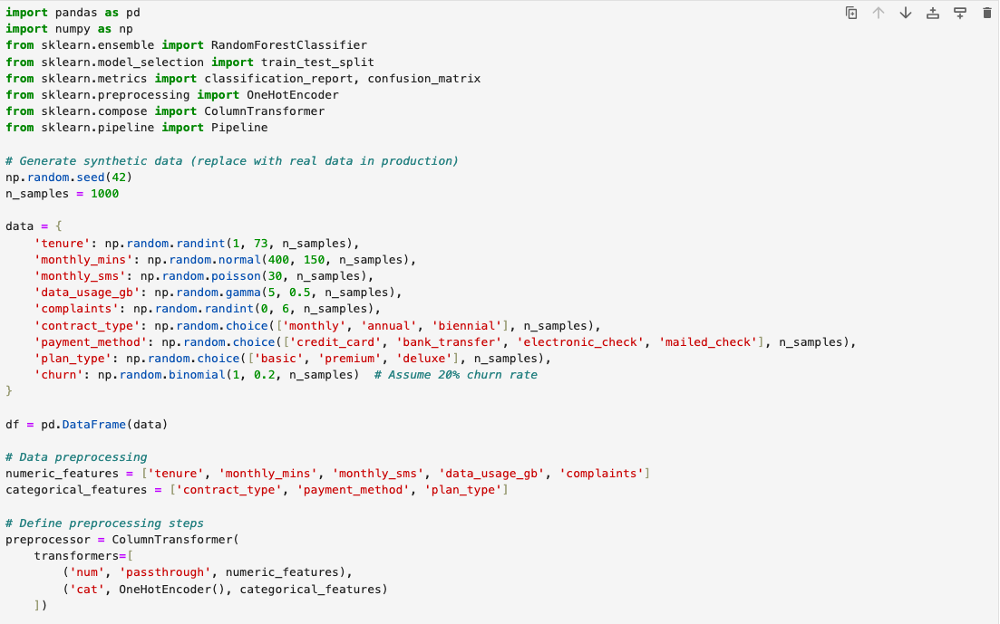 import pandas as pd
import numpy as np
from sklearn.ensemble import RandomForestClassifier
from sklearn.model_selection import train_test_split
from sklearn.metrics import classification_report, confusion_matrix
from sklearn.preprocessing import OneHotEncoder
from sklearn.compose import ColumnTransformer
from sklearn.pipeline import Pipeline

# Generate synthetic data (replace with real data in production)
np.random.seed(42)
n_samples = 1000

data = {
    'tenure': np.random.randint(1, 73, n_samples),
    'monthly_mins': np.random.normal(400, 150, n_samples),
    'monthly_sms': np.random.poisson(30, n_samples),
    'data_usage_gb': np.random.gamma(5, 0.5, n_samples),
    'complaints': np.random.randint(0, 6, n_samples),
    'contract_type': np.random.choice(['monthly', 'annual', 'biennial'], n_samples),
    'payment_method': np.random.choice(['credit_card', 'bank_transfer', 'electronic_check', 'mailed_check'], n_samples),
    'plan_type': np.random.choice(['basic', 'premium', 'deluxe'], n_samples),
    'churn': np.random.binomial(1, 0.2, n_samples)  # Assume 20% churn rate
}

df = pd.DataFrame(data)

# Data preprocessing
numeric_features = ['tenure', 'monthly_mins', 'monthly_sms', 'data_usage_gb', 'complaints']
categorical_features = ['contract_type', 'payment_method', 'plan_type']

# Define preprocessing steps
preprocessor = ColumnTransformer(
    transformers=[
        ('num', 'passthrough', numeric_features),
        ('cat', OneHotEncoder(), categorical_features)
    ])